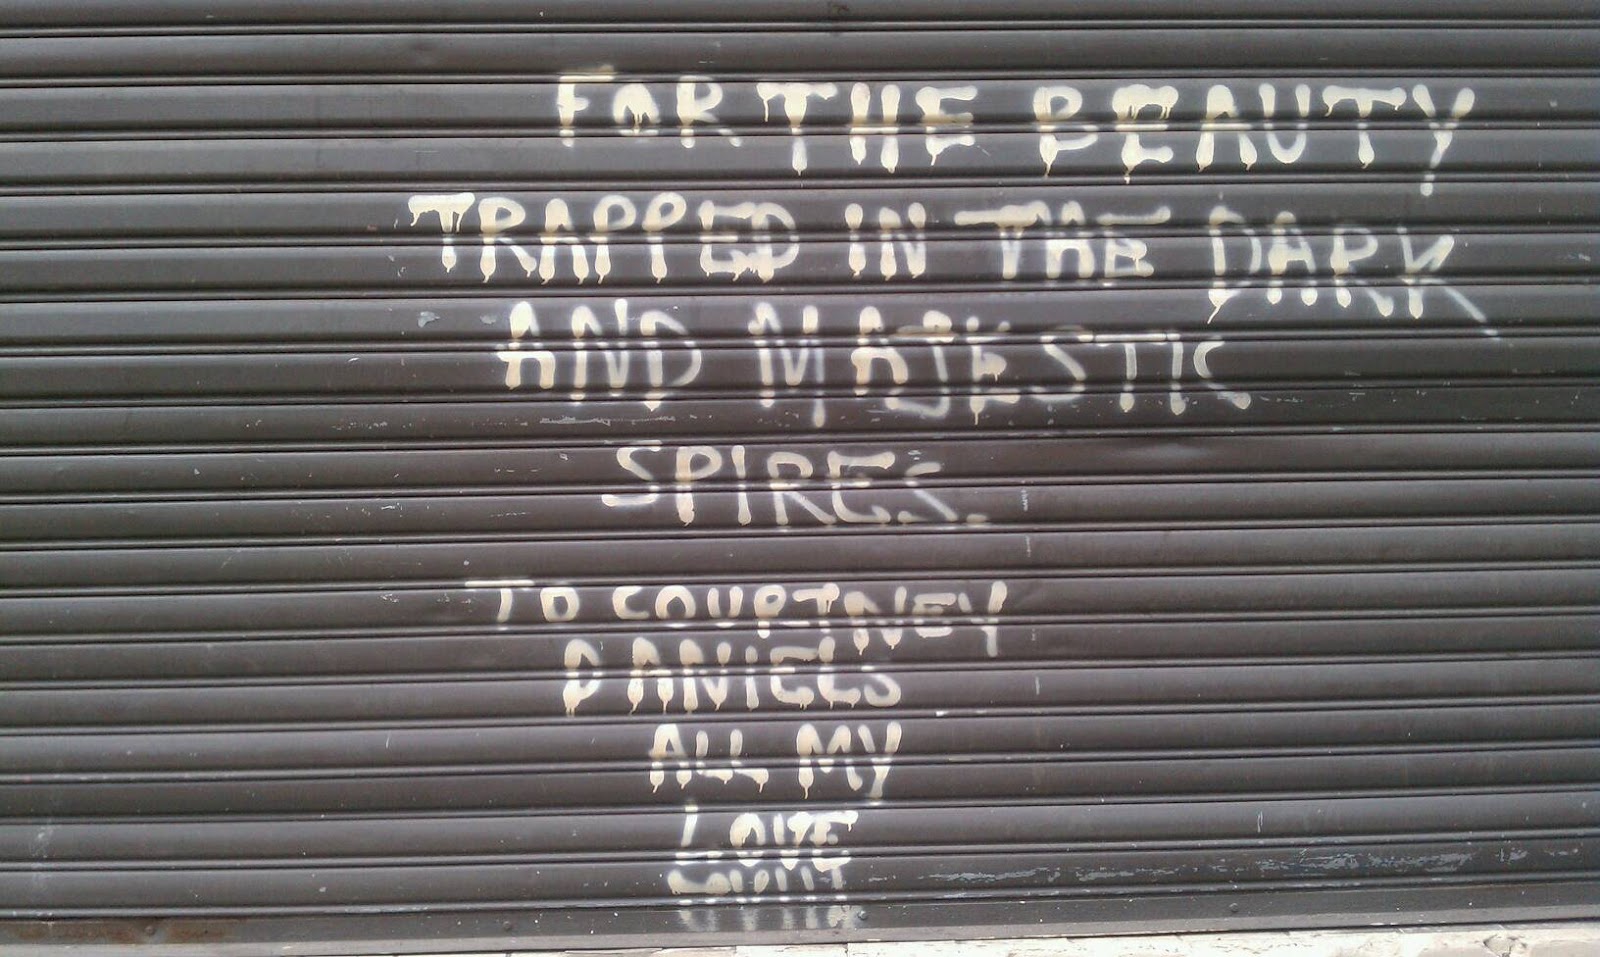 FOR THE BEAUTY
TRAPPED IN THE DARK
AND MAJESTIC
SPIRES.
TO COURTNEY
DANIELS
ALL MY
LOVE